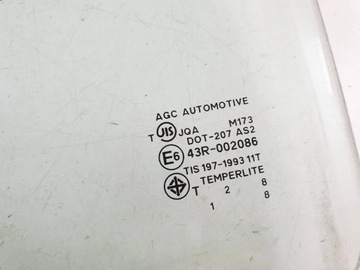 AGC AUTOMOTIVE
T JIS JQA M173
DOT-207 AS2
E6 43R-002086
TIS 197-1993 11T
T TEMPERLITE
1 2 8
8